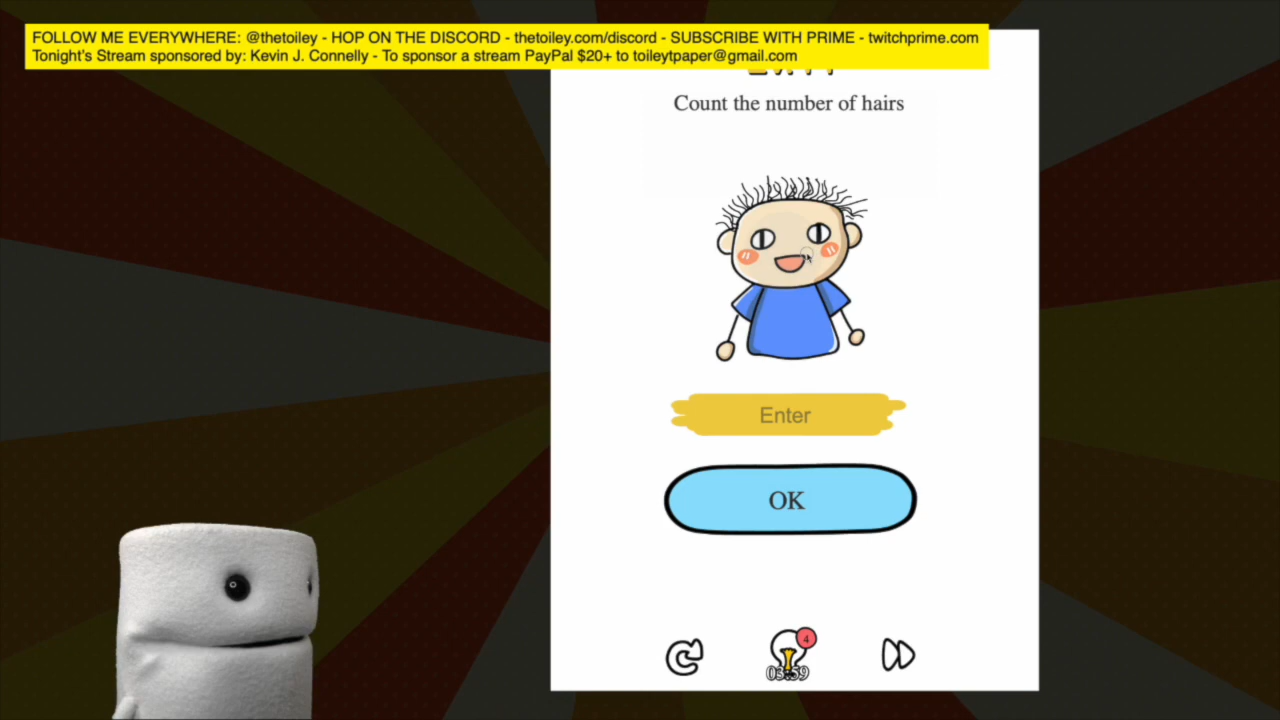 FOLLOW ME EVERYWHERE: @thetoiley - HOP ON THE DISCORD - thetoiley.com/discord - SUBSCRIBE WITH PRIME - twitchprime.com
Tonight's Stream sponsored by: Kevin J. Connelly - To sponsor a stream PayPal $20+ to toileytpaper@gmail.com
Count the number of hairs
Enter
OK
4
03:59